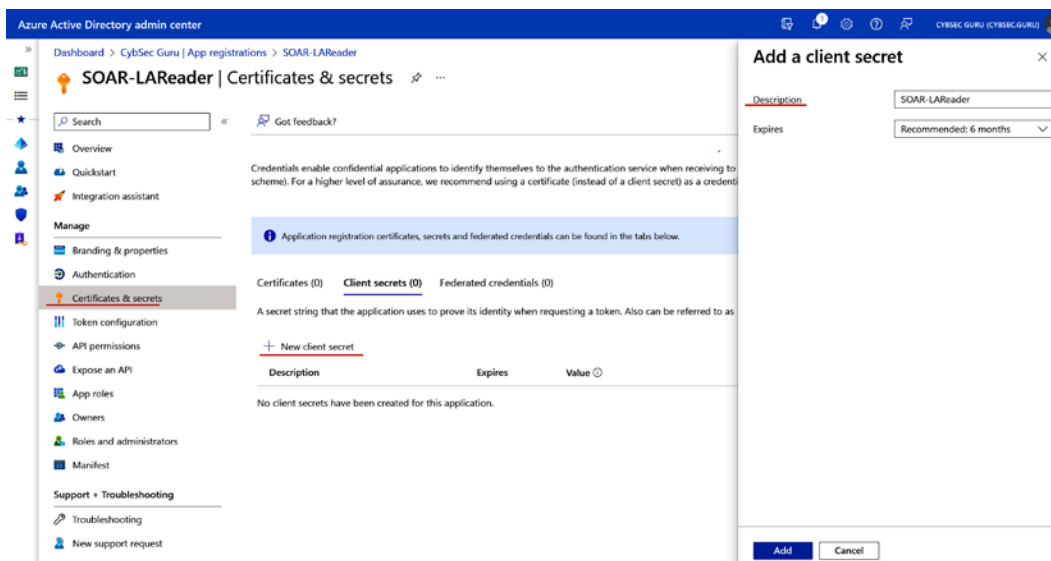 Azure Active Directory admin center
1
CYBSEC GURU (CYBSEC.GURU)
Dashboard > CybSec Guru | App registrations > SOAR-LAReader
SOAR-LAReader | Certificates & secrets
Search
Overview
Quickstart
Integration assistant
Manage
Branding & properties
Authentication
Certificates & secrets
Token configuration
API permissions
Expose an API
App roles
Owners
Roles and administrators
Manifest
Support + Troubleshooting
Troubleshooting
New support request
Got feedback?
Credentials enable confidential applications to identify themselves to the authentication service when receiving to
scheme). For a higher level of assurance, we recommend using a certificate (instead of a client secret) as a credenti
Application registration certificates, secrets and federated credentials can be found in the tabs below.
Certificates (0) Client secrets (0) Federated credentials (0)
A secret string that the application uses to prove its identity when requesting a token. Also can be referred to as
New client secret
Description Expires Value
No client secrets have been created for this application.
Add a client secret
Description SOAR-LAReader
Expires Recommended: 6 months
Add Cancel